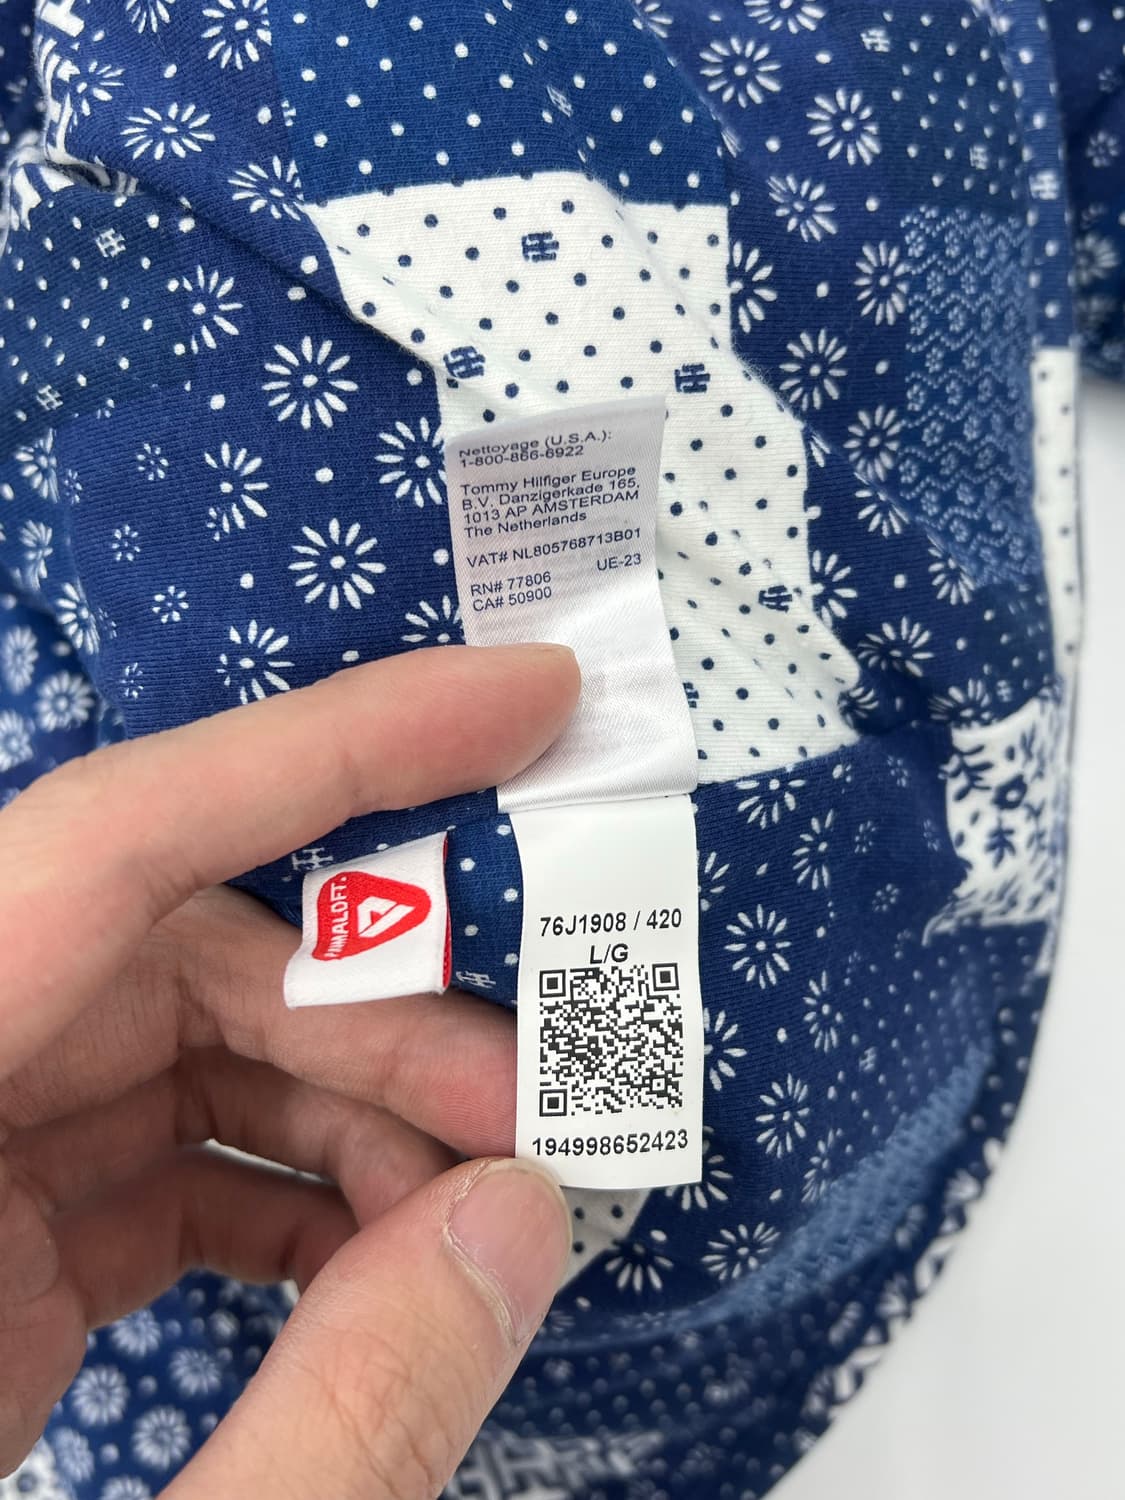 Nettoyage (U.S.A.):
1-800-866-6922
Tommy Hilfiger Europe
B.V. Danzigerkade 165,
1013 AP AMSTERDAM
The Netherlands
VAT# NL805768713B01
UE-23
RN# 77806
CA# 50900
PRIMALOFT.
76J1908 / 420
L/G
194998652423